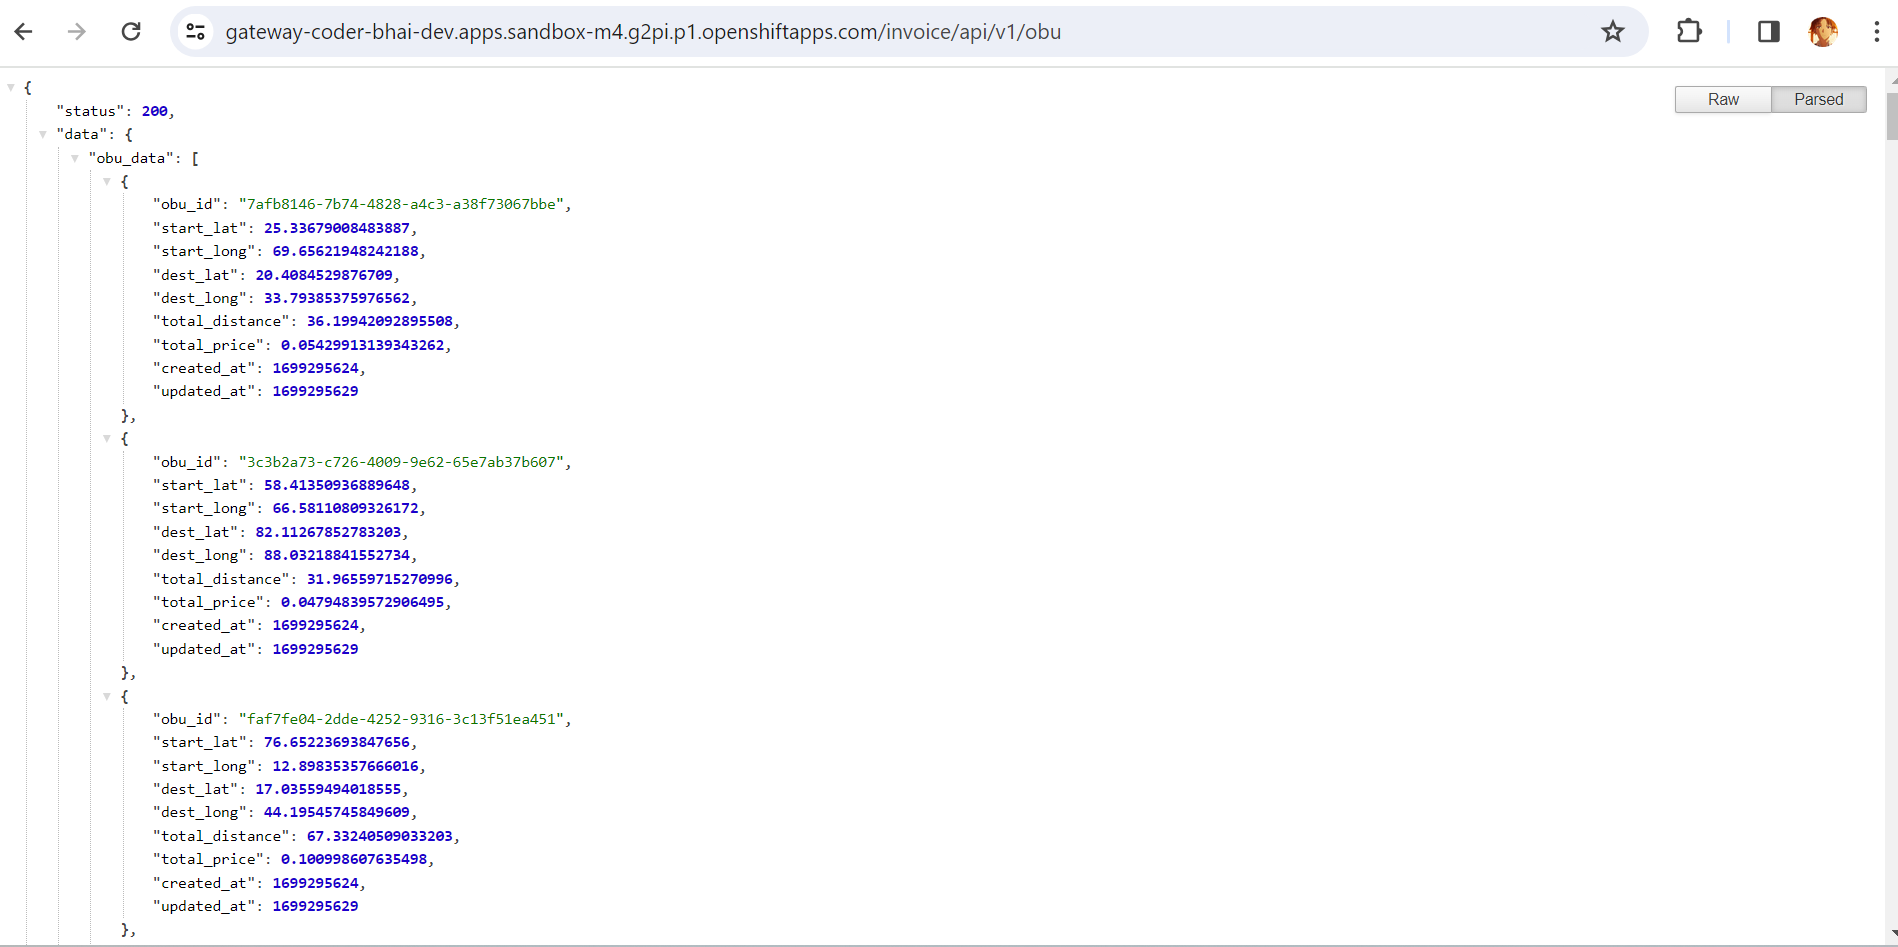 gateway-coder-bhai-dev.apps.sandbox-m4.g2pi.p1.openshiftapps.com/invoice/api/v1/obu
Raw
Parsed
{
"status": 200,
"data": {
"obu_data": [
{
"obu_id": "7afb8146-7b74-4828-a4c3-a38f73067bbe",
"start_lat": 25.33679008483887,
"start_long": 69.65621948242188,
"dest_lat": 20.4084529876709,
"dest_long": 33.79385375976562,
"total_distance": 36.19942092895508,
"total_price": 0.05429913139343262,
"created_at": 1699295624,
"updated_at": 1699295629
},
{
"obu_id": "3c3b2a73-c726-4009-9e62-65e7ab37b607",
"start_lat": 58.41350936889648,
"start_long": 66.58110809326172,
"dest_lat": 82.11267852783203,
"dest_long": 88.03218841552734,
"total_distance": 31.96559715270996,
"total_price": 0.04794839572906495,
"created_at": 1699295624,
"updated_at": 1699295629
},
{
"obu_id": "faf7fe04-2dde-4252-9316-3c13f51ea451",
"start_lat": 76.65223693847656,
"start_long": 12.89835357666016,
"dest_lat": 17.03559494018555,
"dest_long": 44.19545745849609,
"total_distance": 67.33240509033203,
"total_price": 0.100998607635498,
"created_at": 1699295624,
"updated_at": 1699295629
},